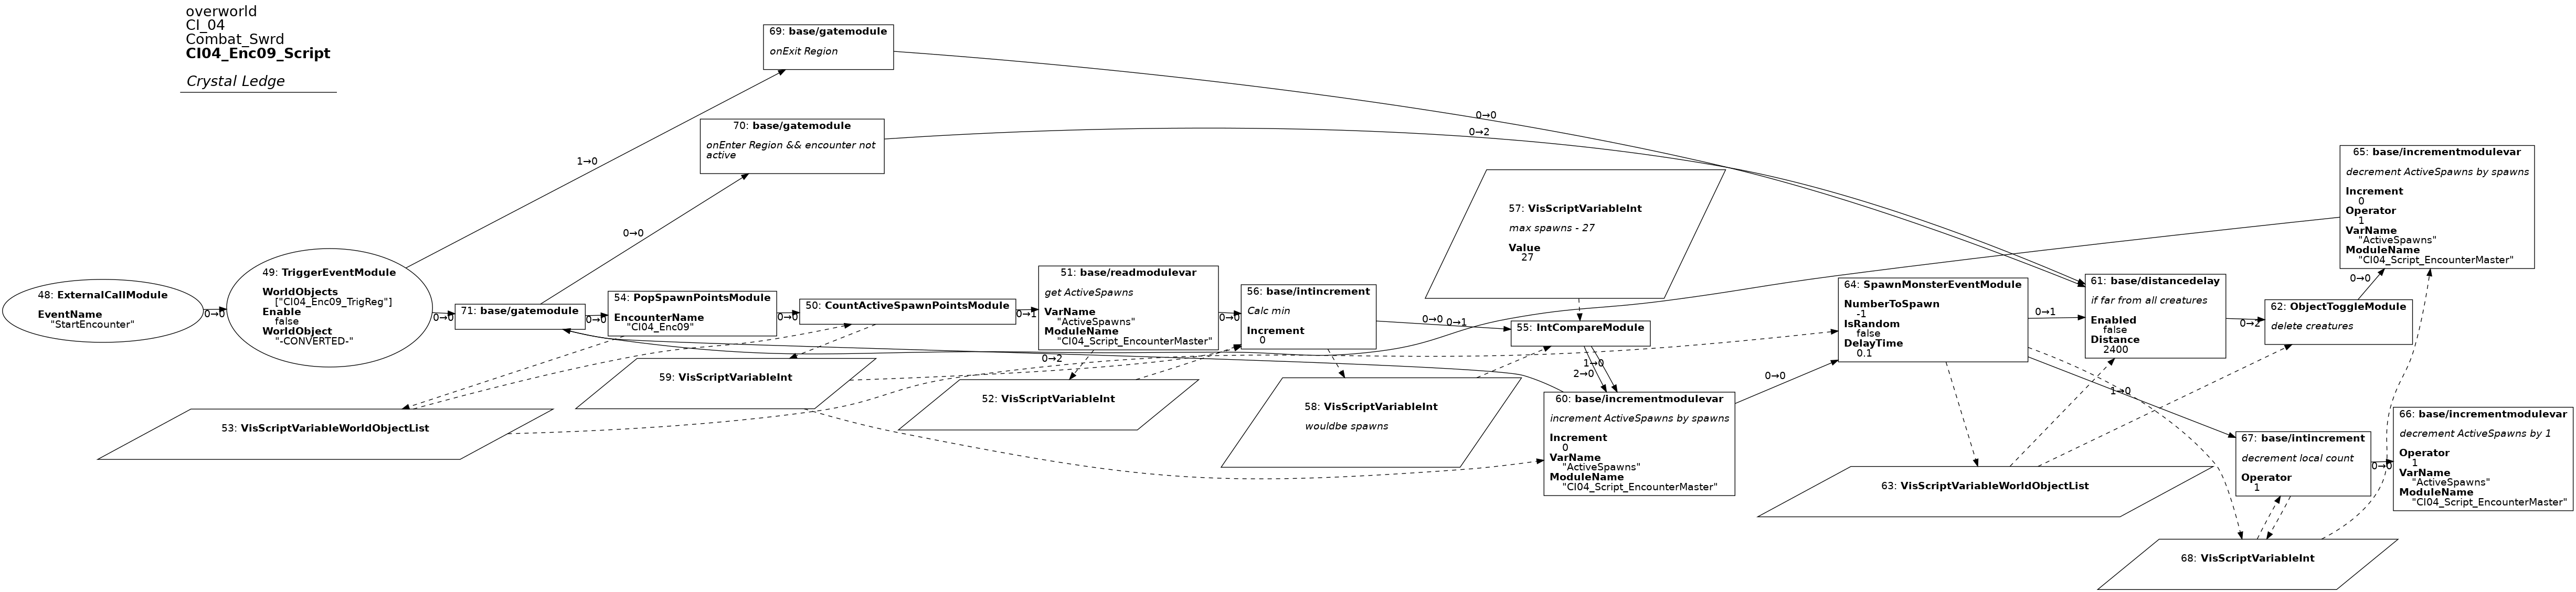 overworld
CI_04
Combat_Swrd
CI04_Enc09_Script
Crystal Ledge
69: base/gatemodule
onExit Region
70: base/gatemodule
onEnter Region && encounter not
active
1→0
0→0
0→0
0→2
48: ExternalCallModule
EventName
"StartEncounter"
0→0
49: TriggerEventModule
WorldObjects
["CI04_Enc09_TrigReg"]
Enable
false
WorldObject
"-CONVERTED-"
0→0
71: base/gatemodule
0→0
54: PopSpawnPointsModule
EncounterName
"CI04_Enc09"
0→0
50: CountActiveSpawnPointsModule
0→1
51: base/readmodulevar
get ActiveSpawns
VarName
"ActiveSpawns"
ModuleName
"CI04_Script_EncounterMaster"
0→0
56: base/intincrement
Calc min
Increment
0
0→0
0→1
57: VisScriptVariableInt
max spawns - 27
Value
27
55: IntCompareModule
1→0
2→0
0→2
59: VisScriptVariableInt
52: VisScriptVariableInt
53: VisScriptVariableWorldObjectList
58: VisScriptVariableInt
wouldbe spawns
60: base/incrementmodulevar
increment ActiveSpawns by spawns
Increment
0
VarName
"ActiveSpawns"
ModuleName
"CI04_Script_EncounterMaster"
0→0
64: SpawnMonsterEventModule
NumberToSpawn
-1
IsRandom
false
DelayTime
0.1
0→1
1→0
61: base/distancedelay
if far from all creatures
Enabled
false
Distance
2400
0→2
62: ObjectToggleModule
delete creatures
0→0
65: base/incrementmodulevar
decrement ActiveSpawns by spawns
Increment
0
Operator
1
VarName
"ActiveSpawns"
ModuleName
"CI04_Script_EncounterMaster"
63: VisScriptVariableWorldObjectList
67: base/intincrement
decrement local count
Operator
1
0→0
66: base/incrementmodulevar
decrement ActiveSpawns by 1
Operator
1
VarName
"ActiveSpawns"
ModuleName
"CI04_Script_EncounterMaster"
68: VisScriptVariableInt